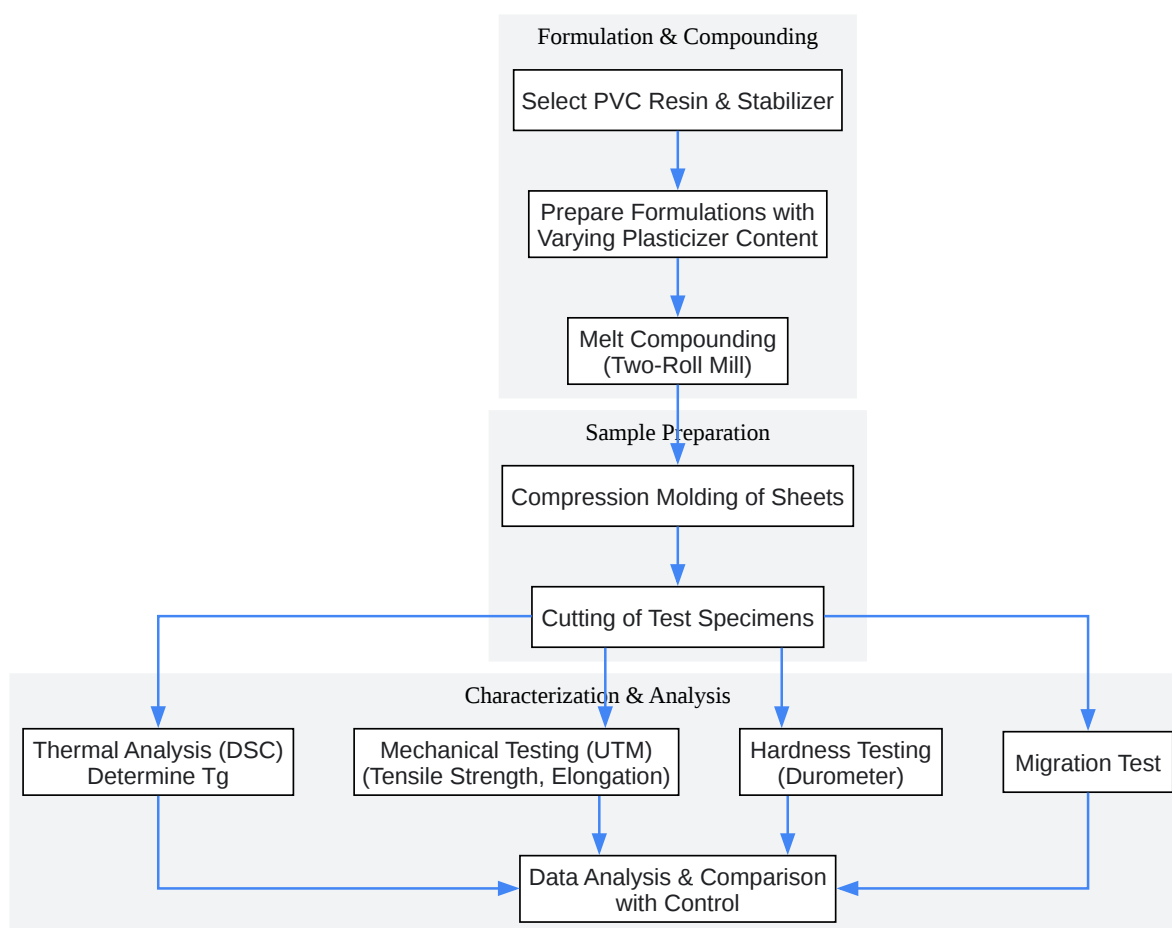 Formulation & Compounding
Select PVC Resin & Stabilizer
Prepare Formulations with
Varying Plasticizer Content
Melt Compounding
(Two-Roll Mill)
Sample Preparation
Compression Molding of Sheets
Cutting of Test Specimens
Characterization & Analysis
Thermal Analysis (DSC)
Determine Tg
Mechanical Testing (UTM)
(Tensile Strength, Elongation)
Hardness Testing
(Durometer)
Migration Test
Data Analysis & Comparison
with Control